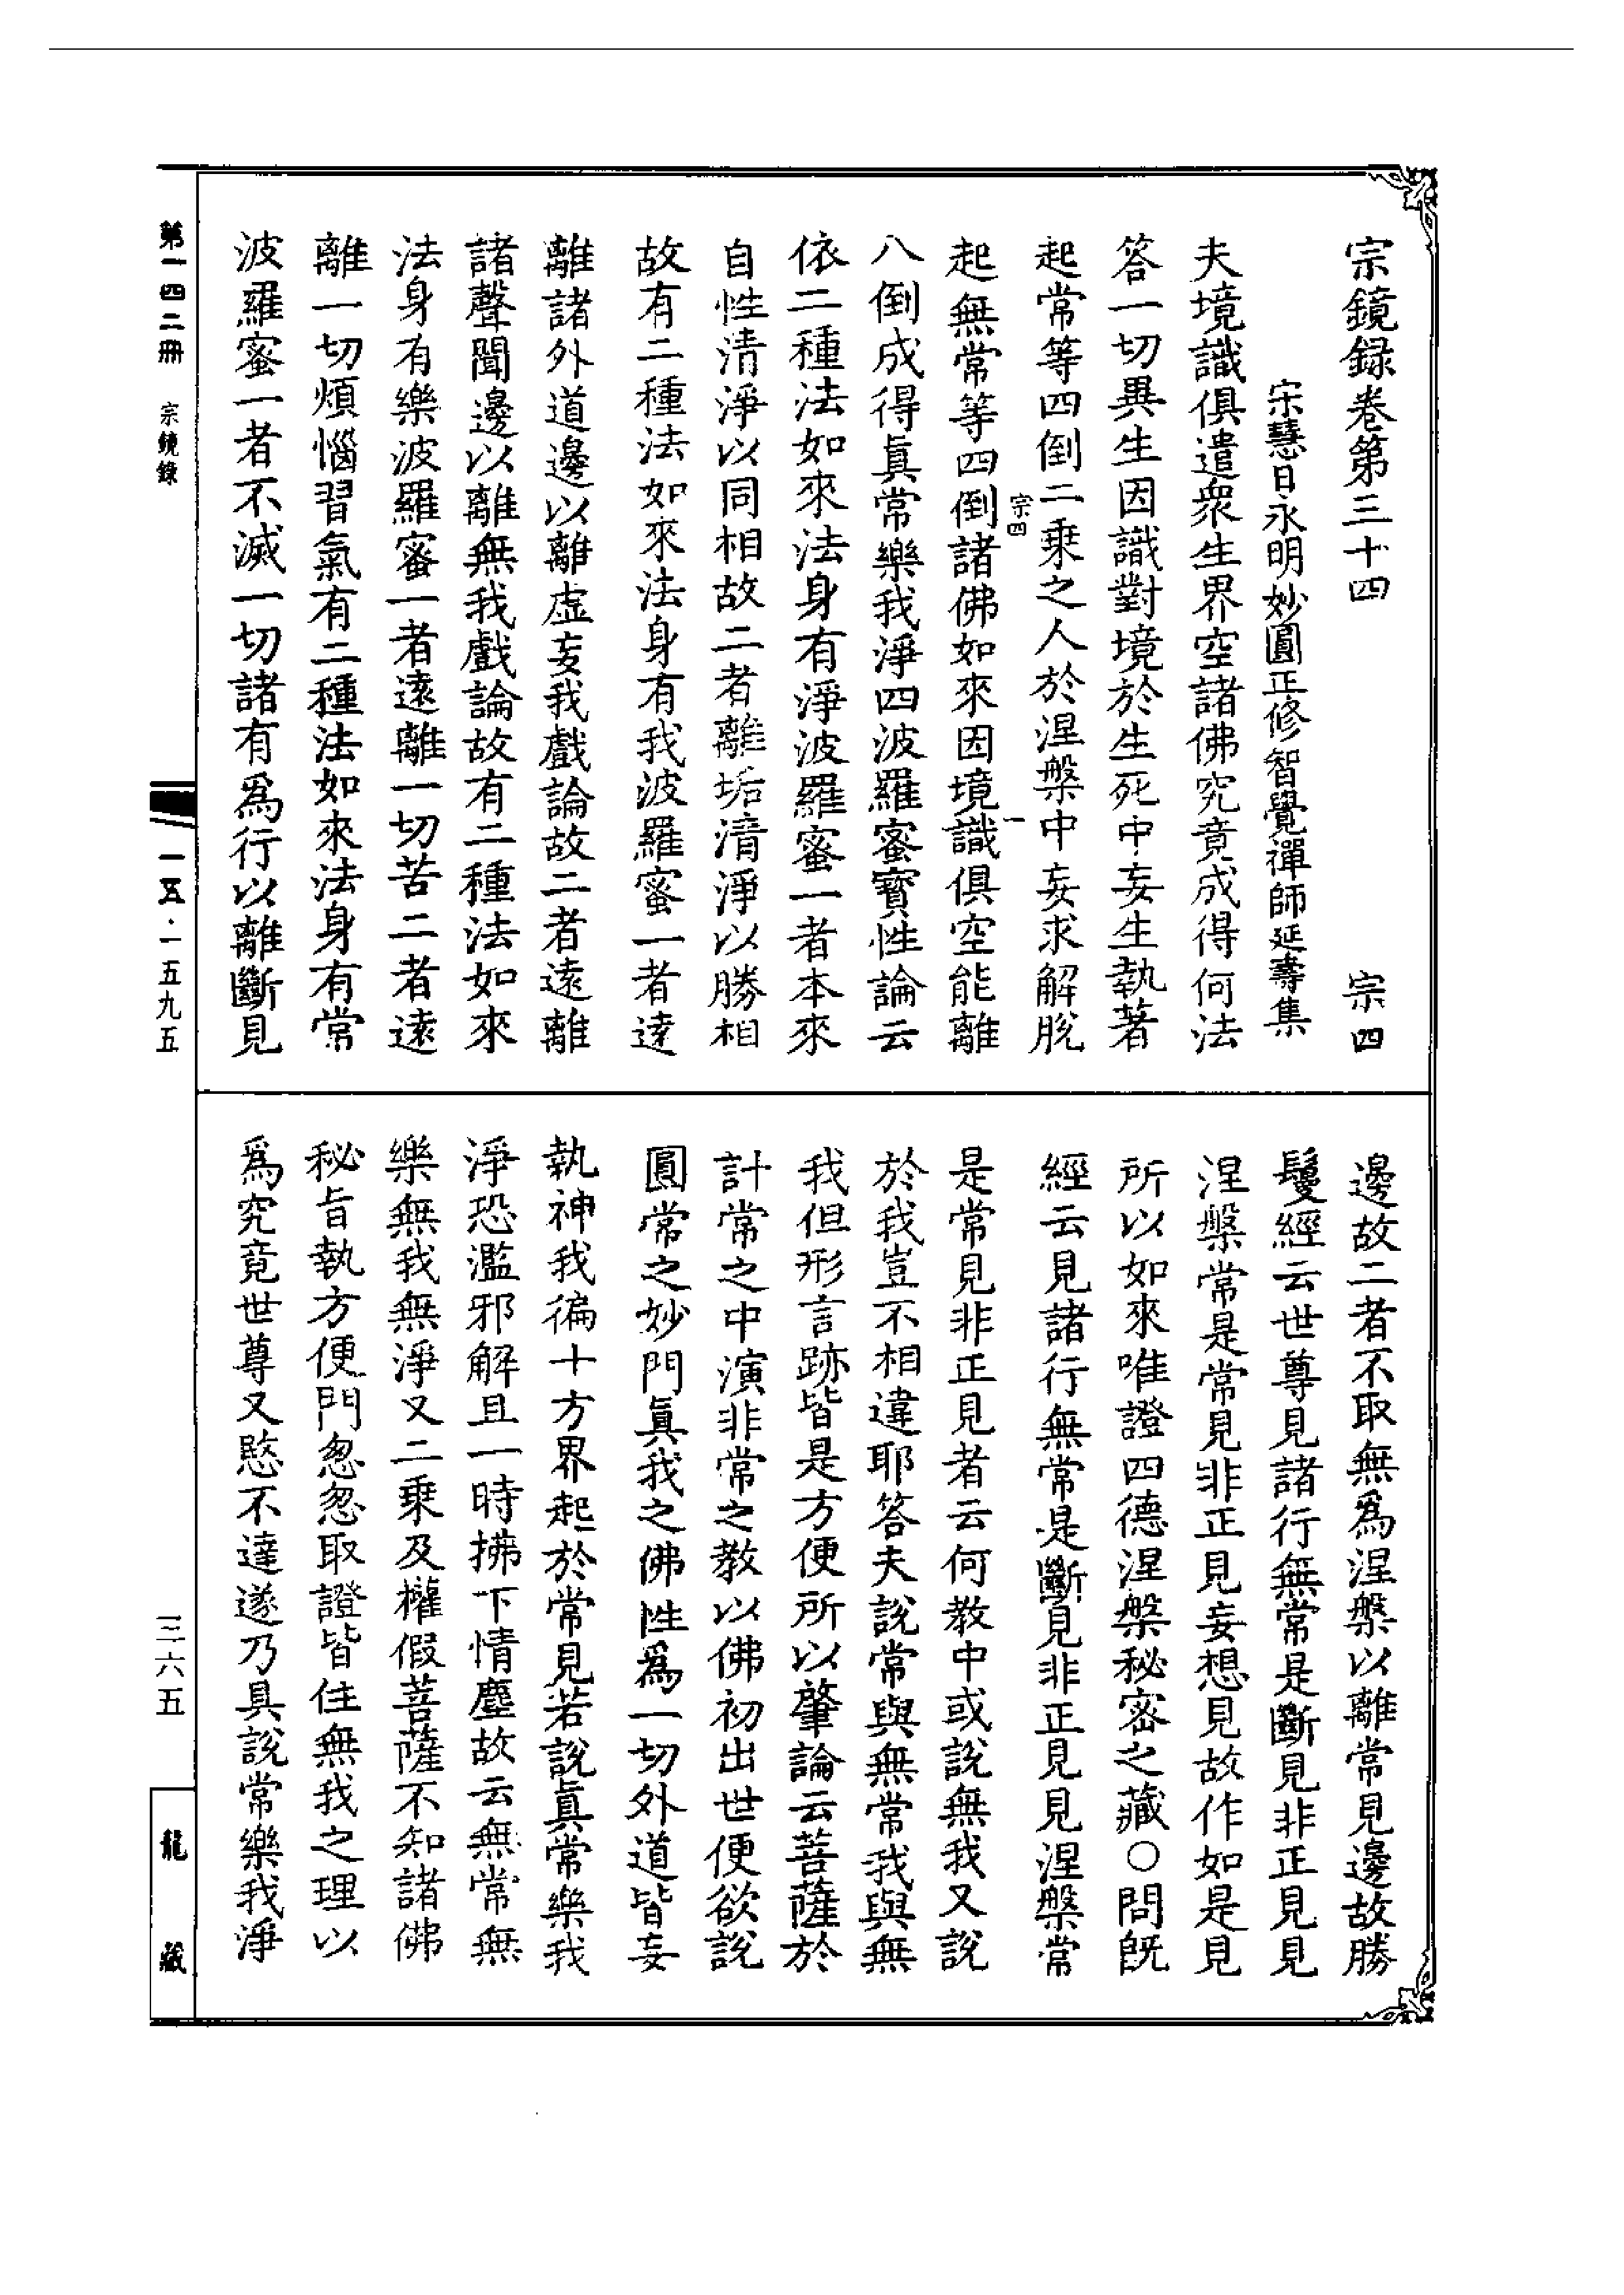 宗鏡録卷第三十四　宗四
宋慧日永明妙圓正修智覺禪師延壽集
夫境識俱遣衆生界空諸佛究竟成得何法
答一切異生因識對境於生死中妄生執著
起常等四倒二乘之人於涅槃中妄求解脫
宗四　一
起無常等四倒諸佛如來因境識俱空能離
八倒成得眞常樂我淨四波羅蜜寶性論云
依二種法如來法身有淨波羅蜜一者本來
自性清淨以同相故二者離垢清淨以勝相
故有二種法如來法身有我波羅蜜一者遠
離諸外道邊以離虛妄我戲論故二者遠離
諸聲聞邊以離無我戲論故有二種法如來
法身有樂波羅蜜一者遠離一切苦二者遠
離一切煩惱習氣有二種法如來法身有常
波羅蜜一者不滅一切諸有爲行以離斷見
邊故二者不取無爲涅槃以離常見邊故勝
鬘經云世尊見諸行無常是斷見非正見見
涅槃常是常見非正見妄想見故作如是見
所以如來唯證四德涅槃秘密之藏○問既
經云見諸行無常是斷見非正見見涅槃常
是常見非正見者云何教中或說無我又說
於我豈不相違耶答夫說常與無常我與無
我但形言跡皆是方便所以肇論云菩薩於
計常之中演非常之教以佛初出世便欲說
圓常之妙門眞我之佛性爲一切外道皆妄
執神我徧十方界起於常見若說眞常樂我
淨恐濫邪解且一時拂下情塵故云無常無
樂無我無淨又二乘及權假菩薩不知諸佛
秘旨執方便門忽忽取證皆住無我之理以
爲究竟世尊又愍不達遂乃具說常樂我淨
第一四二冊　宗鏡錄
一一五·一五九五
三六五
龍藏